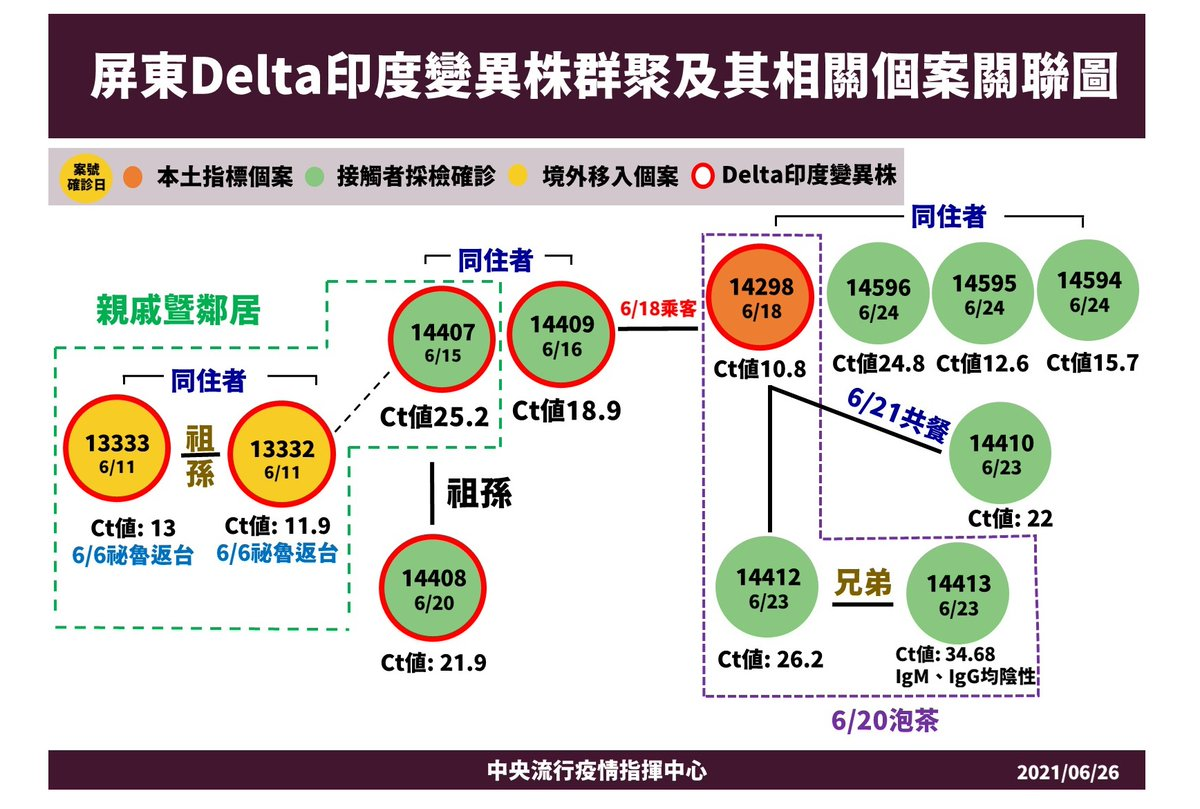 屏東Delta印度變異株群聚及其相關個案關聯圖
案號
確診日
本土指標個案
接觸者採檢確診
境外移入個案
Delta印度變異株
親戚暨鄰居
同住者
13333
6/11
祖
孫
13332
6/11
Ct值: 13
6/6祕魯返台
Ct值: 11.9
6/6祕魯返台
同住者
14407
6/15
14409
6/16
Ct值25.2
Ct值18.9
祖孫
14408
6/20
Ct值: 21.9
6/18乘客
同住者
14298
6/18
14596
6/24
14595
6/24
14594
6/24
Ct值10.8
Ct值24.8
Ct值12.6
Ct值15.7
6/21共餐
14410
6/23
Ct值: 22
14412
6/23
兄弟
14413
6/23
Ct值: 26.2
Ct值: 34.68
IgM、IgG均陰性
6/20泡茶
中央流行疫情指揮中心
2021/06/26